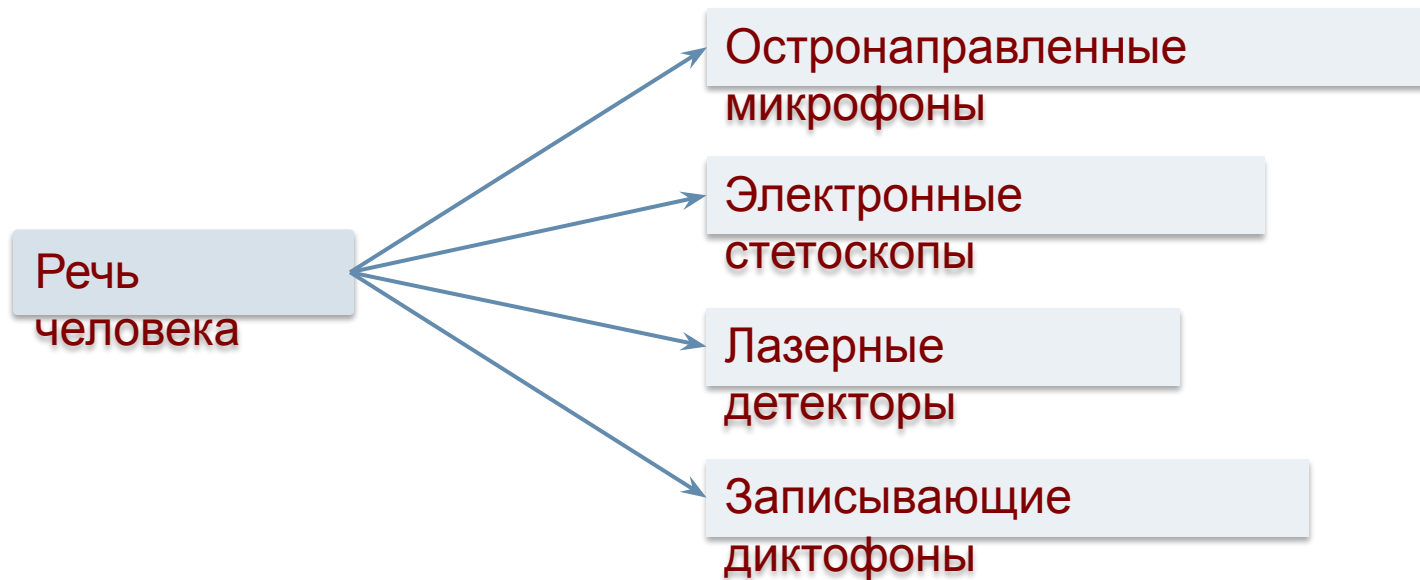 Речь
человека
Остронаправленные
микрофоны
Электронные
стетоскопы
Лазерные
детекторы
Записывающие
диктофоны